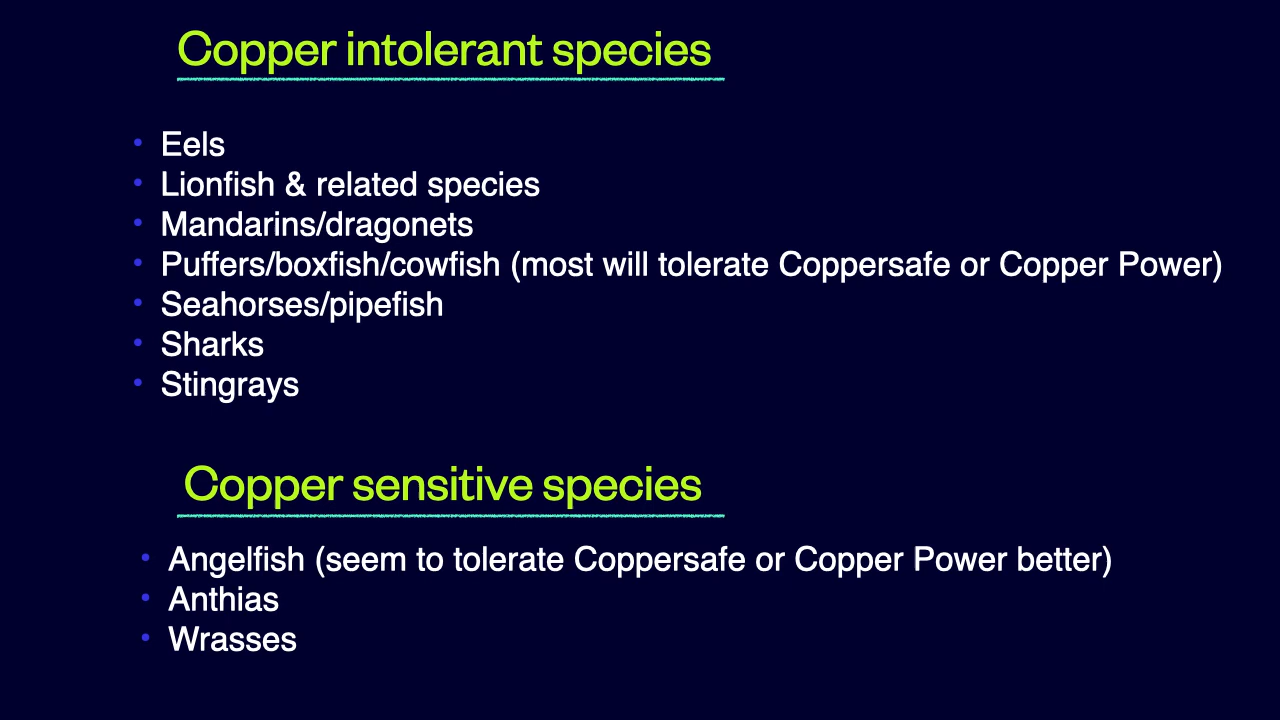 Copper intolerant species
• Eels
• Lionfish & related species
• Mandarins/dragonets
• Puffers/boxfish/cowfish (most will tolerate Coppersafe or Copper Power)
• Seahorses/pipefish
• Sharks
• Stingrays
Copper sensitive species
• Angelfish (seem to tolerate Coppersafe or Copper Power better)
• Anthias
• Wrasses